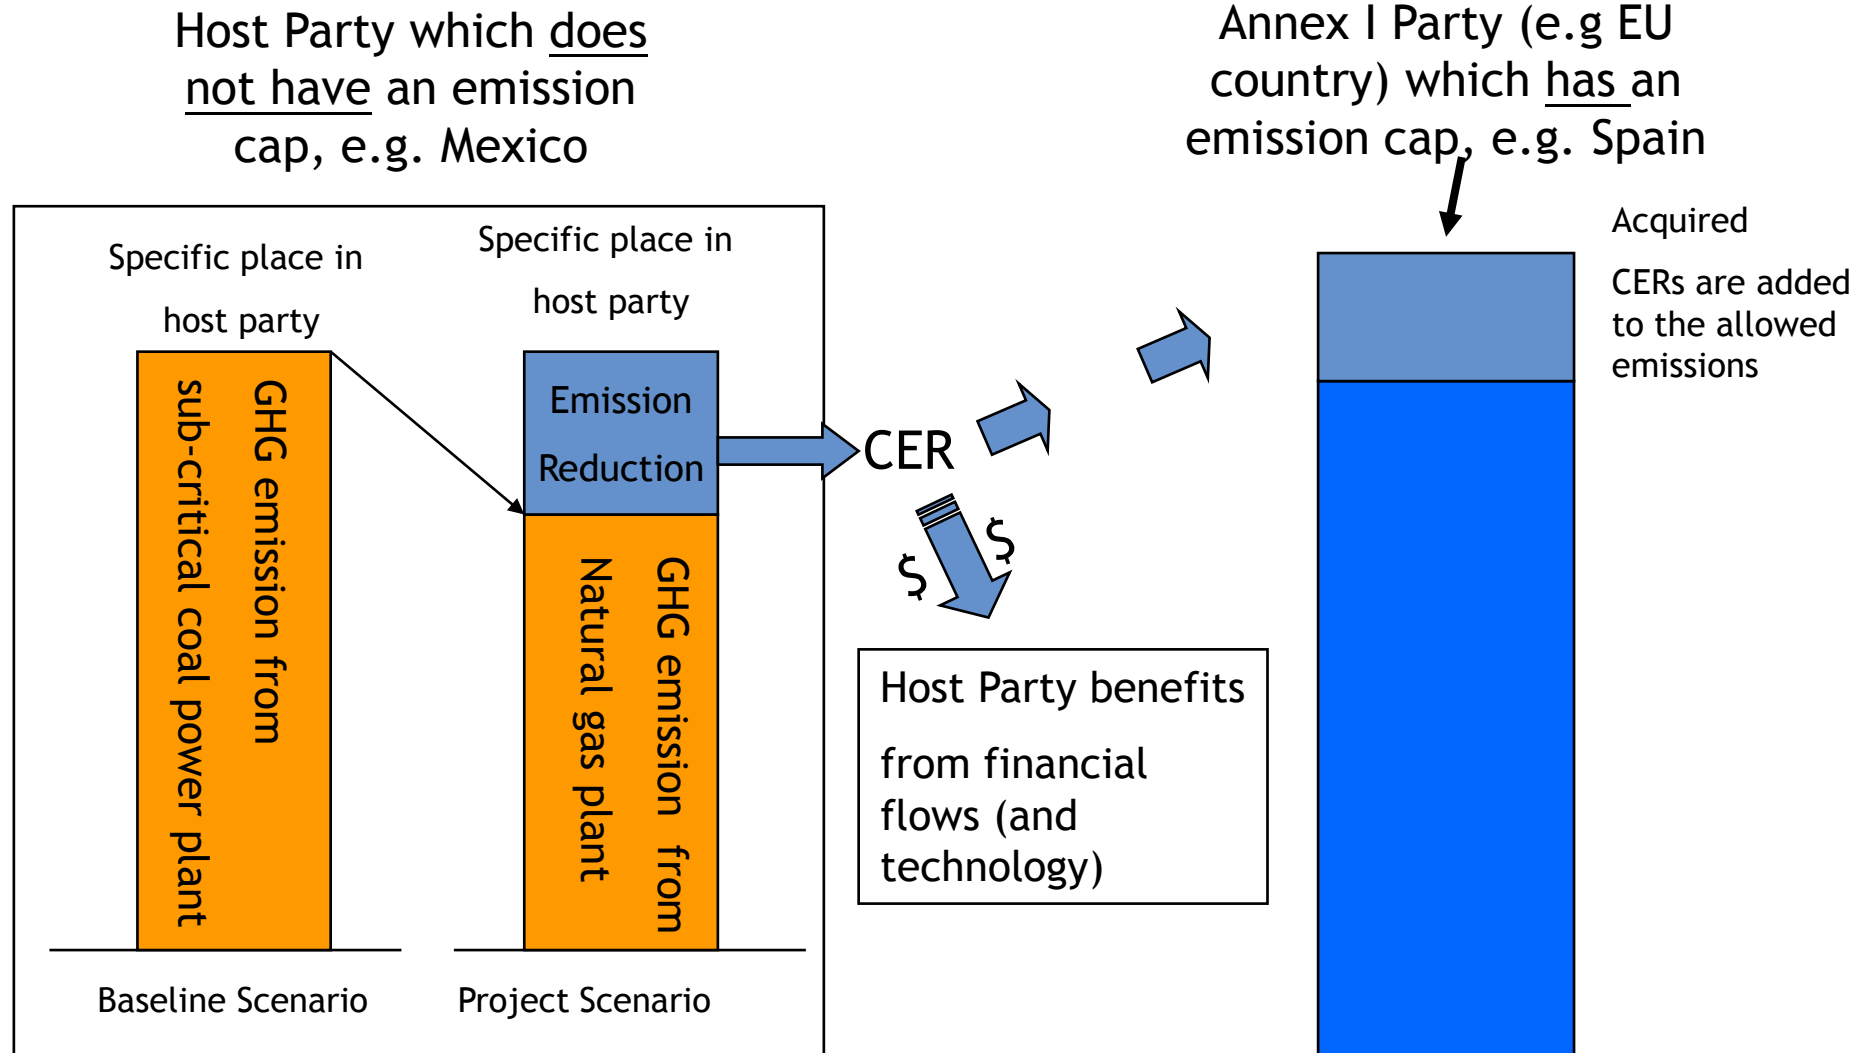 Host Party which does
not have an emission
cap, e.g. Mexico
Annex I Party (e.g EU
country) which has an
emission cap, e.g. Spain
Specific place in
host party
Specific place in
host party
GHG emission from
sub-critical coal power plant
Emission
Reduction
GHG emission from
Natural gas plant
Baseline Scenario
Project Scenario
CER
$
$
Host Party benefits
from financial
flows (and
technology)
Acquired
CERs are added
to the allowed
emissions